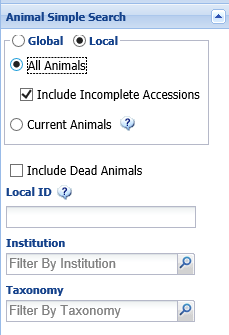 Animal Simple Search
Global Local
All Animals
Include Incomplete Accessions
Current Animals ?
Include Dead Animals
Local ID ?
Institution
Filter By Institution
Taxonomy
Filter By Taxonomy